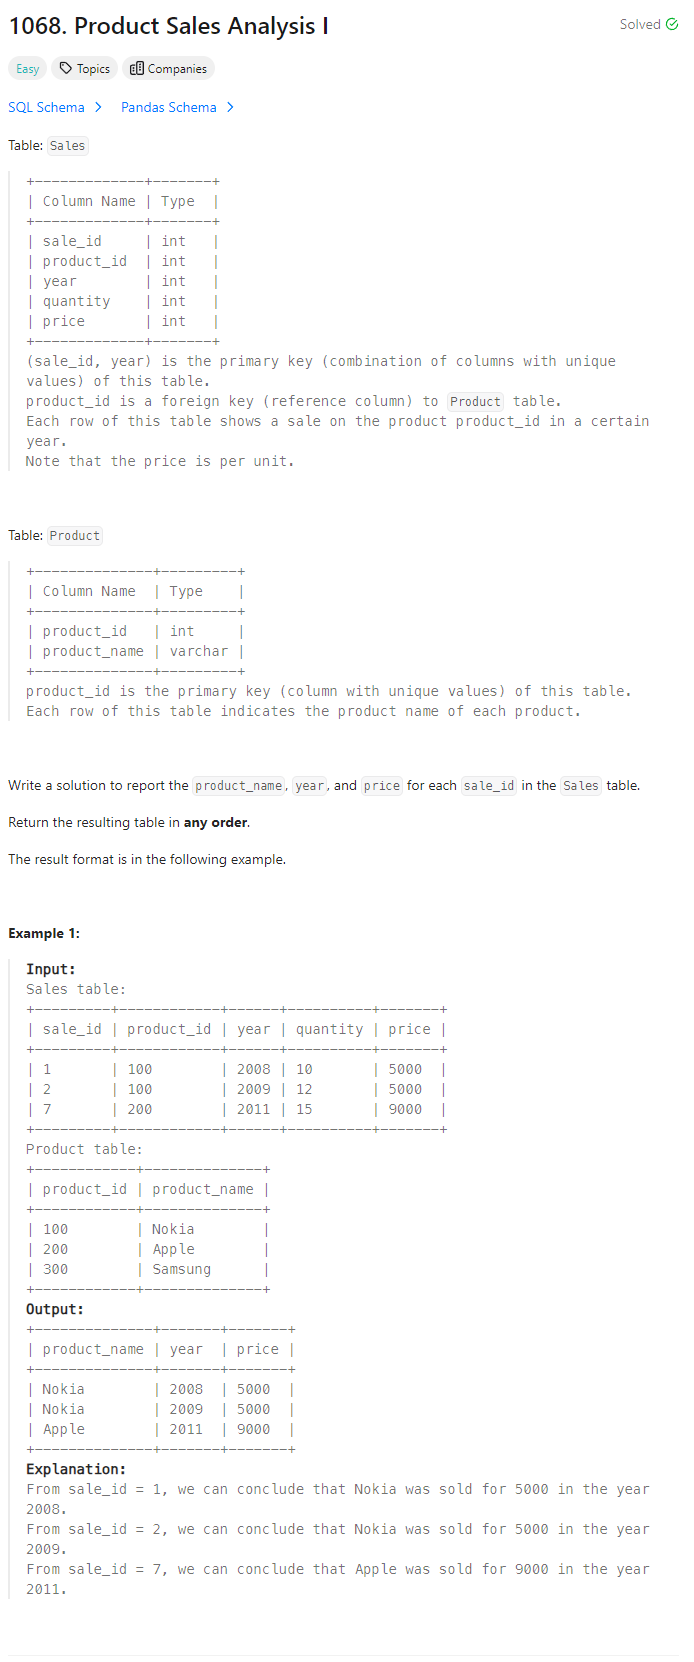 1068. Product Sales Analysis I
Solved
Easy Topics Companies
SQL Schema > Pandas Schema >
Table: Sales
+-------------+-------+
| Column Name | Type  |
+-------------+-------+
| sale_id     | int   |
| product_id  | int   |
| year        | int   |
| quantity    | int   |
| price       | int   |
+-------------+-------+
(sale_id, year) is the primary key (combination of columns with unique
values) of this table.
product_id is a foreign key (reference column) to Product table.
Each row of this table shows a sale on the product product_id in a certain
year.
Note that the price is per unit.
Table: Product
+--------------+---------+
| Column Name  | Type    |
+--------------+---------+
| product_id   | int     |
| product_name | varchar |
+--------------+---------+
product_id is the primary key (column with unique values) of this table.
Each row of this table indicates the product name of each product.
Write a solution to report the product_name, year, and price for each sale_id in the Sales table.
Return the resulting table in any order.
The result format is in the following example.
Example 1:
Input:
Sales table:
+---------+------------+------+----------+-------+
| sale_id | product_id | year | quantity | price |
+---------+------------+------+----------+-------+
| 1       | 100        | 2008 | 10       | 5000  |
| 2       | 100        | 2009 | 12       | 5000  |
| 7       | 200        | 2011 | 15       | 9000  |
+---------+------------+------+----------+-------+
Product table:
+------------+--------------+
| product_id | product_name |
+------------+--------------+
| 100        | Nokia        |
| 200        | Apple        |
| 300        | Samsung      |
+------------+--------------+
Output:
+--------------+-------+-------+
| product_name | year  | price |
+--------------+-------+-------+
| Nokia        | 2008  | 5000  |
| Nokia        | 2009  | 5000  |
| Apple        | 2011  | 9000  |
+--------------+-------+-------+
Explanation:
From sale_id = 1, we can conclude that Nokia was sold for 5000 in the year
2008.
From sale_id = 2, we can conclude that Nokia was sold for 5000 in the year
2009.
From sale_id = 7, we can conclude that Apple was sold for 9000 in the year
2011.